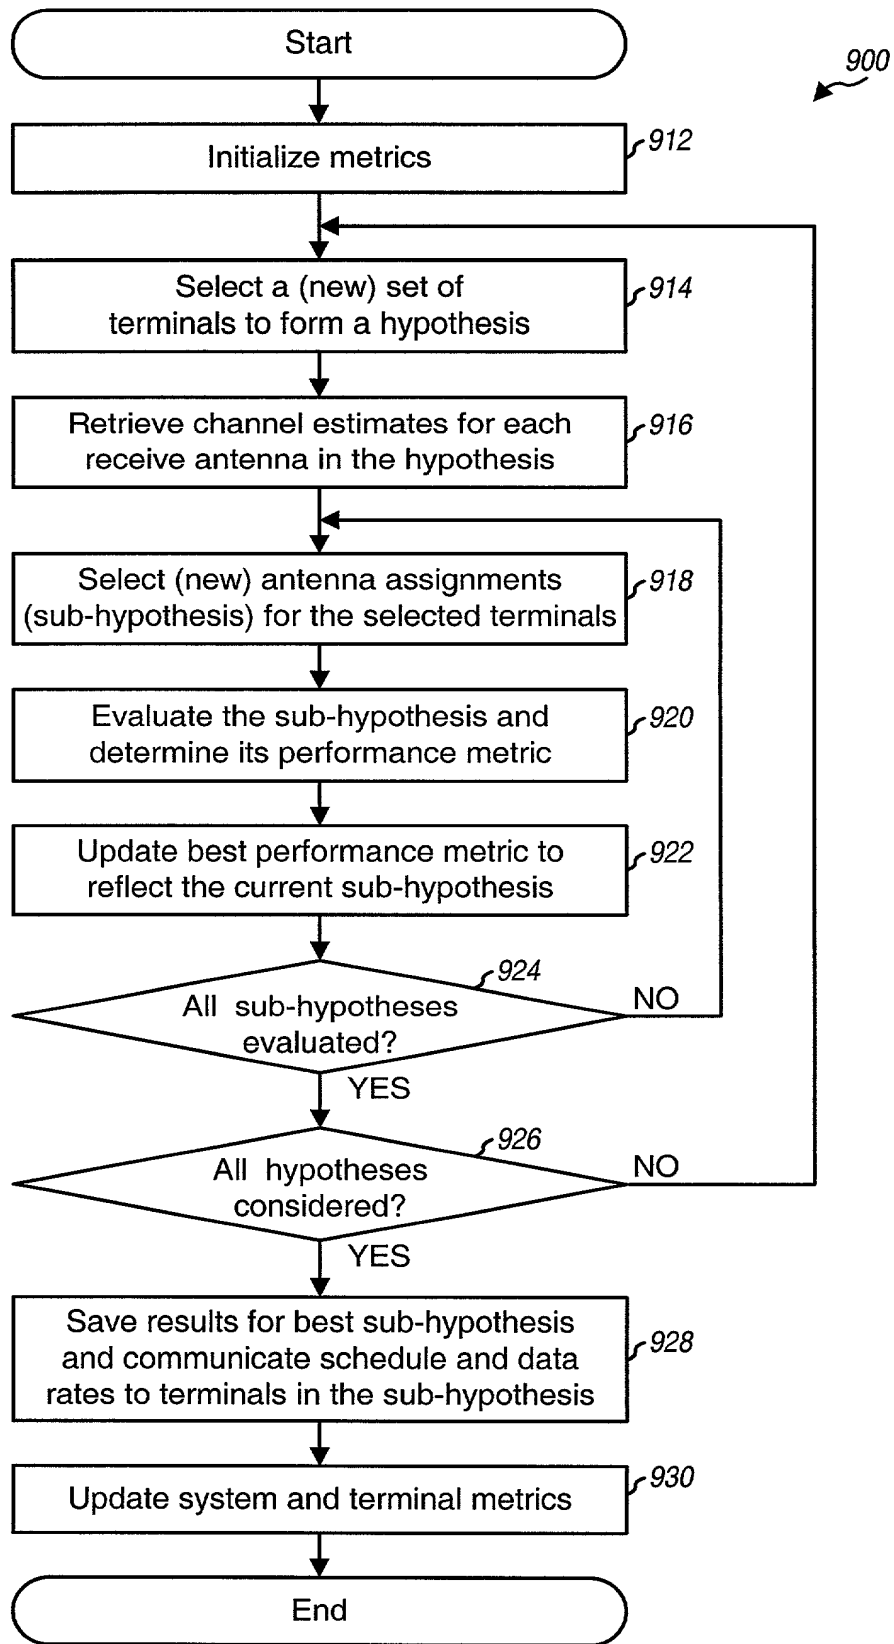 Start
900
Initialize metrics
912
Select a (new) set of
terminals to form a hypothesis
914
Retrieve channel estimates for each
receive antenna in the hypothesis
916
Select (new) antenna assignments
(sub-hypothesis) for the selected terminals
918
Evaluate the sub-hypothesis and
determine its performance metric
920
Update best performance metric to
reflect the current sub-hypothesis
922
924
All sub-hypotheses
evaluated?
NO
YES
926
All hypotheses
considered?
NO
YES
Save results for best sub-hypothesis
and communicate schedule and data
rates to terminals in the sub-hypothesis
928
Update system and terminal metrics
930
End